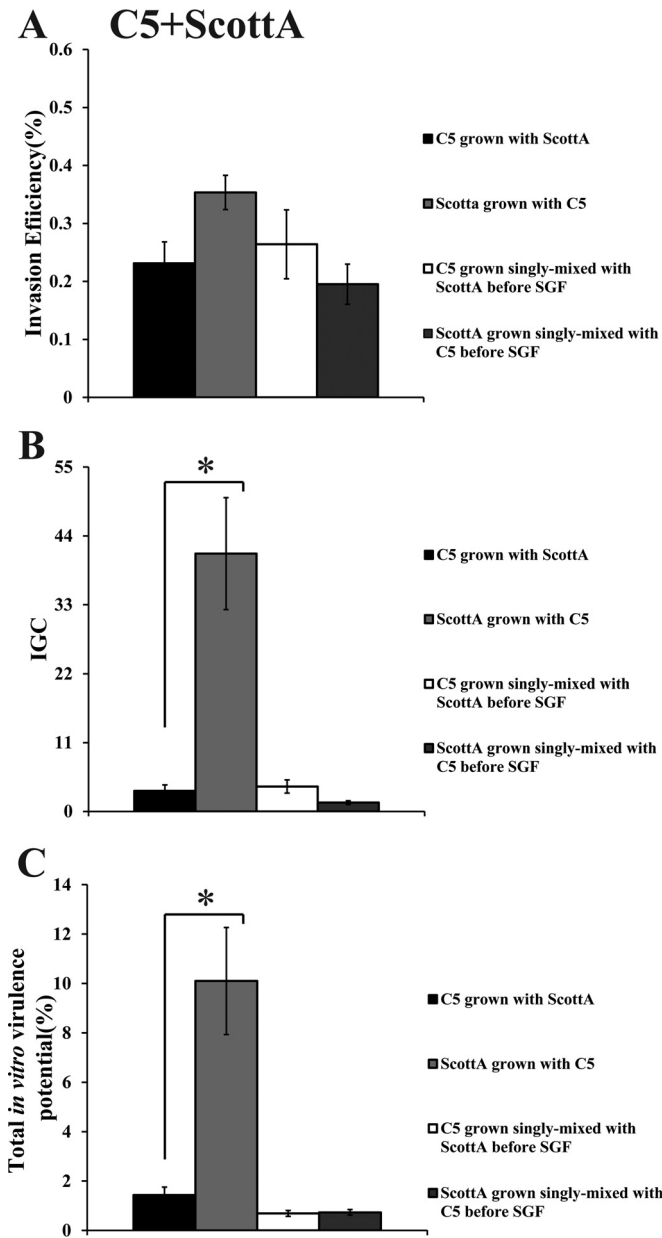 A C5+ScottA
0.6
0.5
0.4
0.3
0.2
0.1
0
Invasion Efiiciency(%)
C5 grown with ScottA
Scotta grown with C5
C5 grown singly-mixed with
ScottA before SGF
ScottA grown singly-mixed with
C5 before SGF
B
55
44
33
22
11
0
IGC
*
C5 grown with ScottA
ScottA grown with C5
C5 grown singly-mixed with
ScottA before SGF
ScottA grown singly-mixed with
C5 before SGF
C
14
12
10
8
6
4
2
0
Total in vitro virulence
potential(%)
*
C5 grown with ScottA
ScottA grown with C5
C5 grown singly-mixed with
ScottA before SGF
ScottA grown singly-mixed with
C5 before SGF